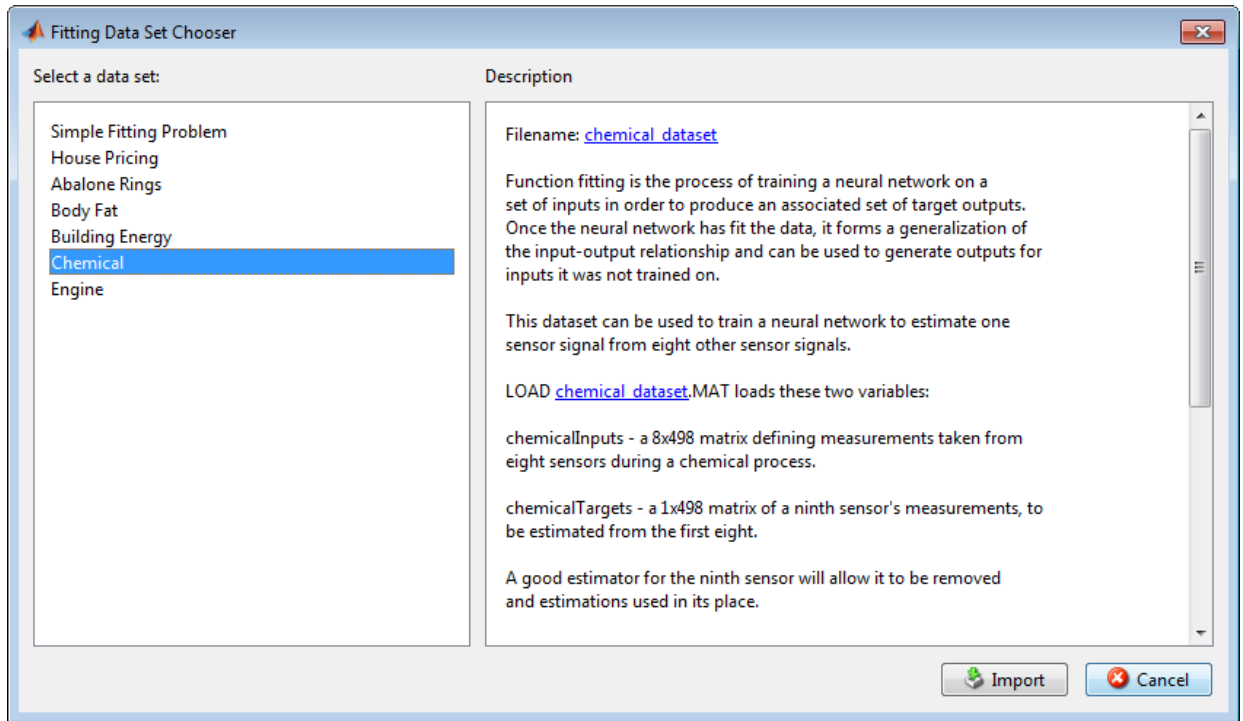 Fitting Data Set Chooser
Select a data set:
Simple Fitting Problem
House Pricing
Abalone Rings
Body Fat
Building Energy
Chemical
Engine
Description
Filename: chemical_dataset
Function fitting is the process of training a neural network on a
set of inputs in order to produce an associated set of target outputs.
Once the neural network has fit the data, it forms a generalization of
the input-output relationship and can be used to generate outputs for
inputs it was not trained on.
This dataset can be used to train a neural network to estimate one
sensor signal from eight other sensor signals.
LOAD chemical_dataset.MAT loads these two variables:
chemicalInputs - a 8x498 matrix defining measurements taken from
eight sensors during a chemical process.
chemicalTargets - a 1x498 matrix of a ninth sensor's measurements, to
be estimated from the first eight.
A good estimator for the ninth sensor will allow it to be removed
and estimations used in its place.
Import
Cancel